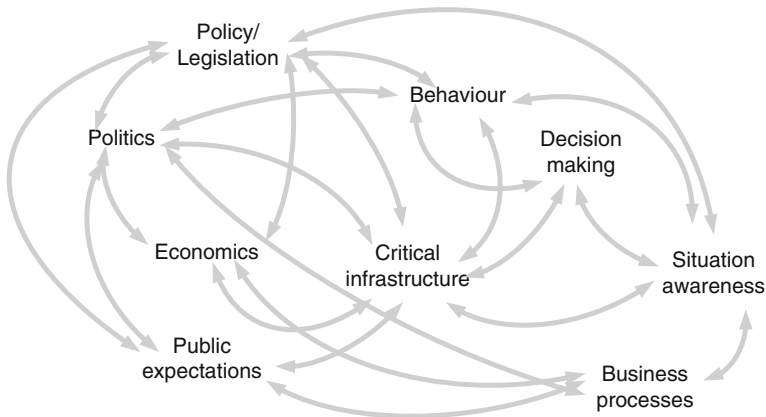 Policy/
Legislation
Behaviour
Politics
Decision
making
Economics
Critical
infrastructure
Situation
awareness
Public
expectations
Business
processes